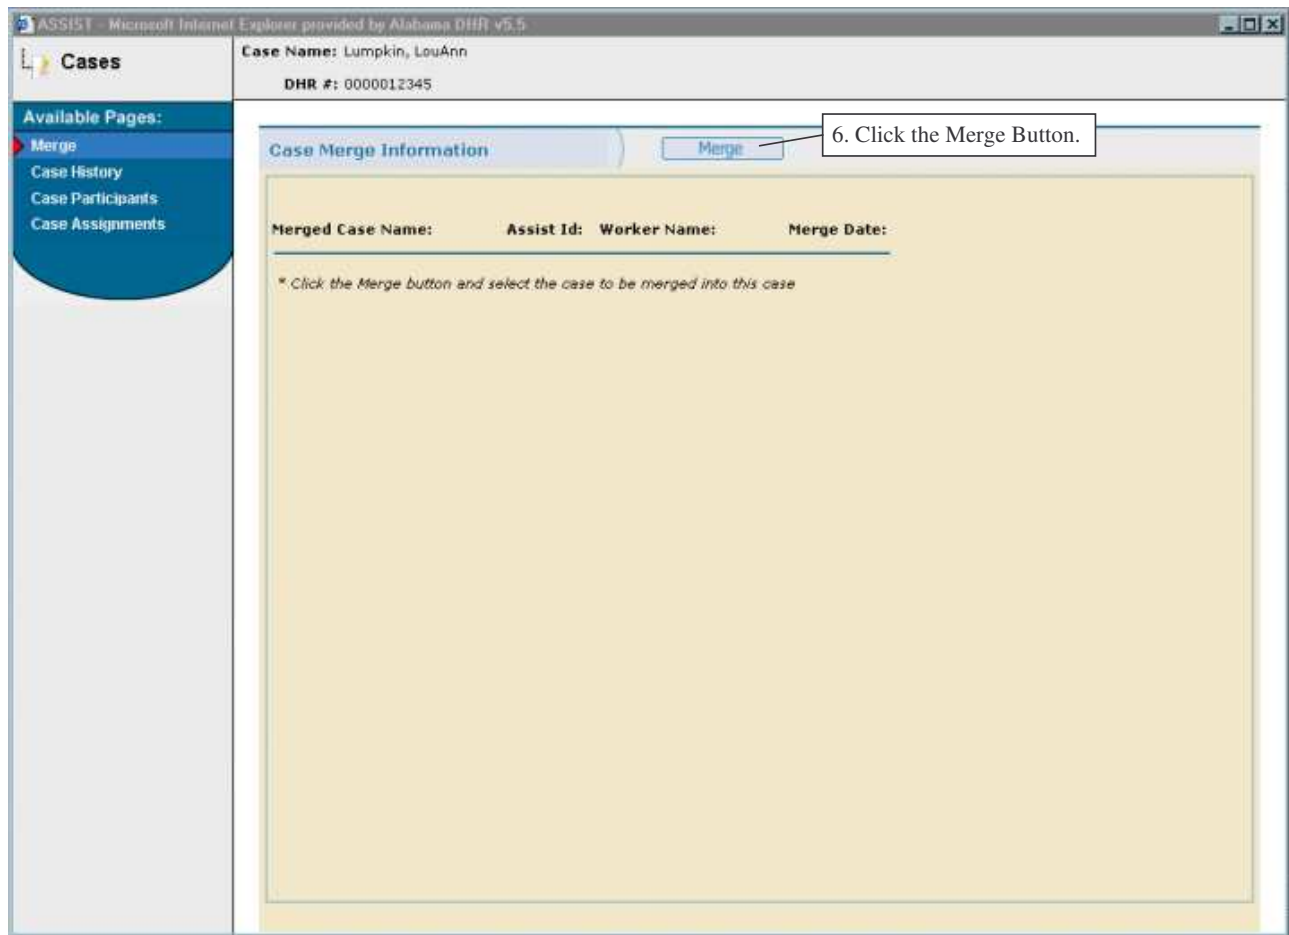 ASSIST - Microsoft Internet Explorer provided by Alabama DHR v5.5
Cases
Case Name: Lumpkin, LouAnn
DHR #: 0000012345
Available Pages:
Merge
Case History
Case Participants
Case Assignments
Case Merge Information
Merge
6. Click the Merge Button.
Merged Case Name: Assist Id: Worker Name: Merge Date:
* Click the Merge button and select the case to be merged into this case